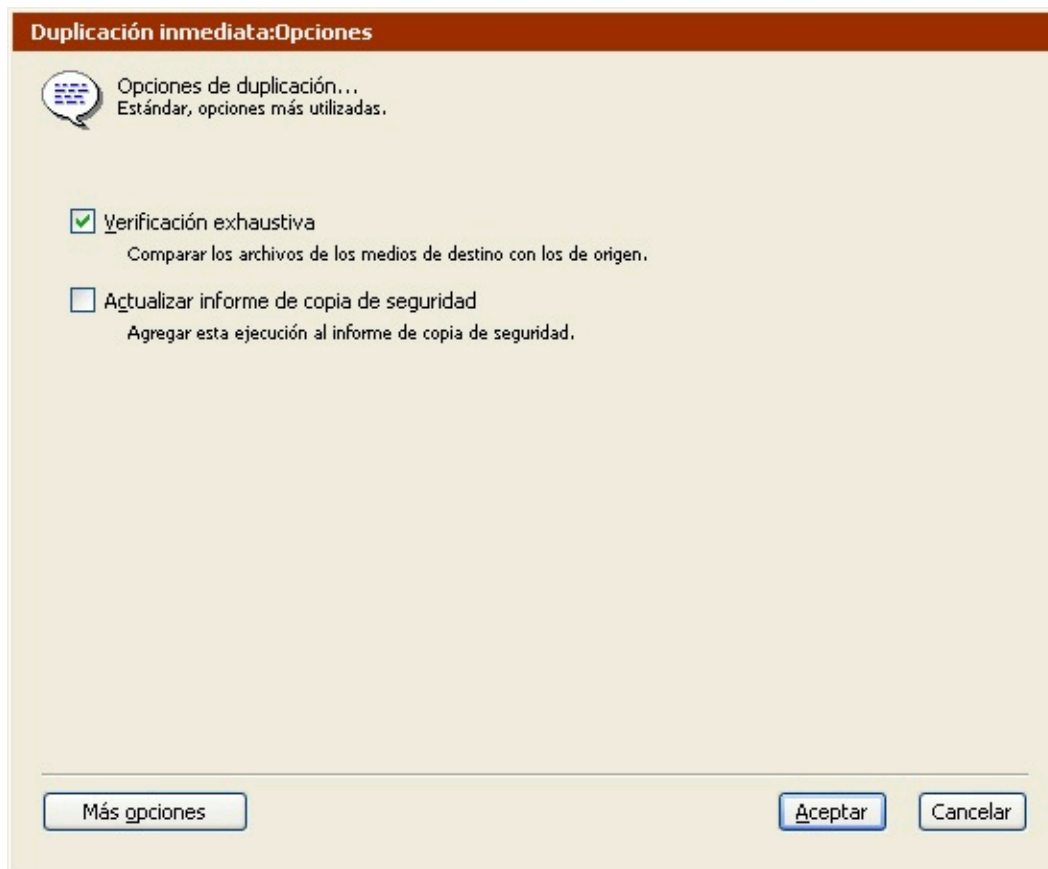 Duplicación inmediata:Opciones
Opciones de duplicación...
Estándar, opciones más utilizadas.
Verificación exhaustiva
Comparar los archivos de los medios de destino con los de origen.
Actualizar informe de copia de seguridad
Agregar esta ejecución al informe de copia de seguridad.
Más opciones
Aceptar
Cancelar